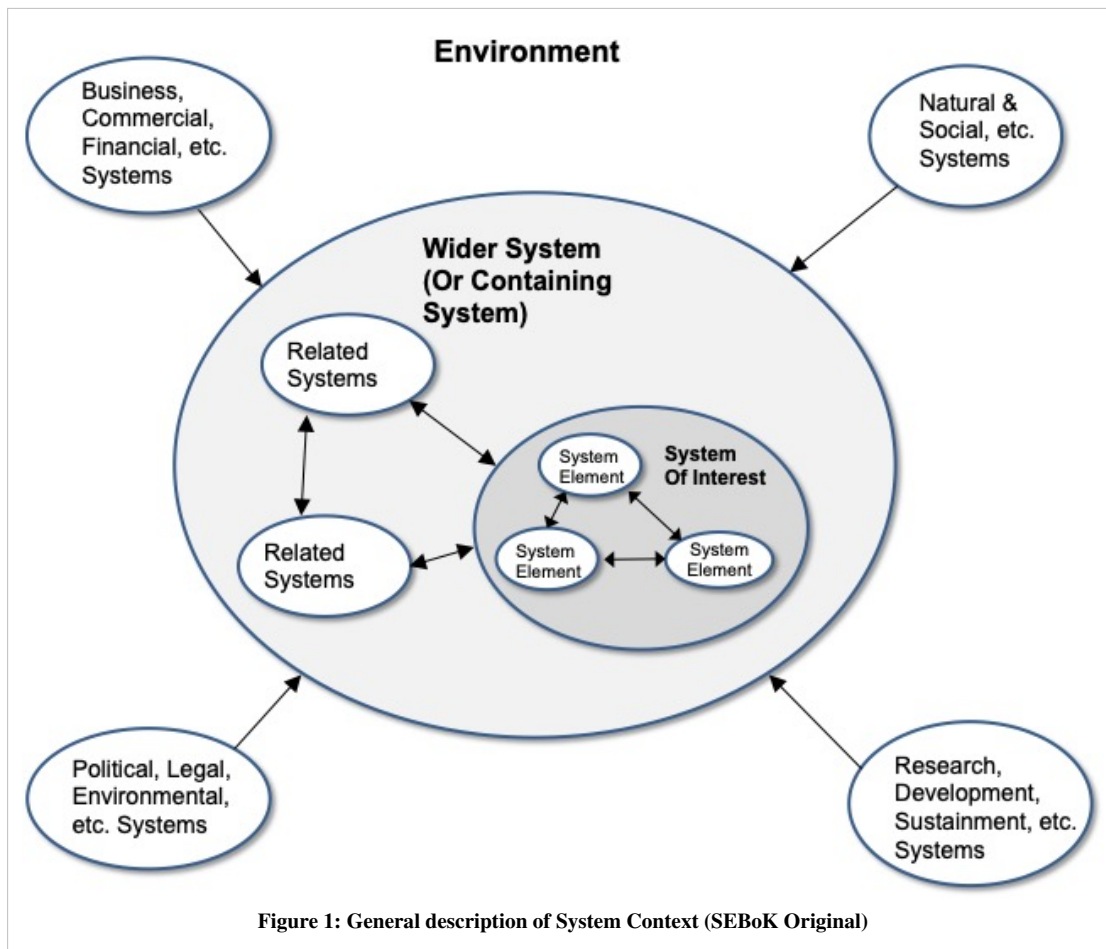 Environment
Business,
Commercial,
Financial, etc.
Systems
Natural &
Social, etc.
Systems
Wider System
(Or Containing
System)
Related
Systems
System
Element
System
Of Interest
Related
Systems
System
Element
System
Element
Political, Legal,
Environmental,
etc. Systems
Research,
Development,
Sustainment, etc.
Systems
Figure 1: General description of System Context (SEBoK Original)